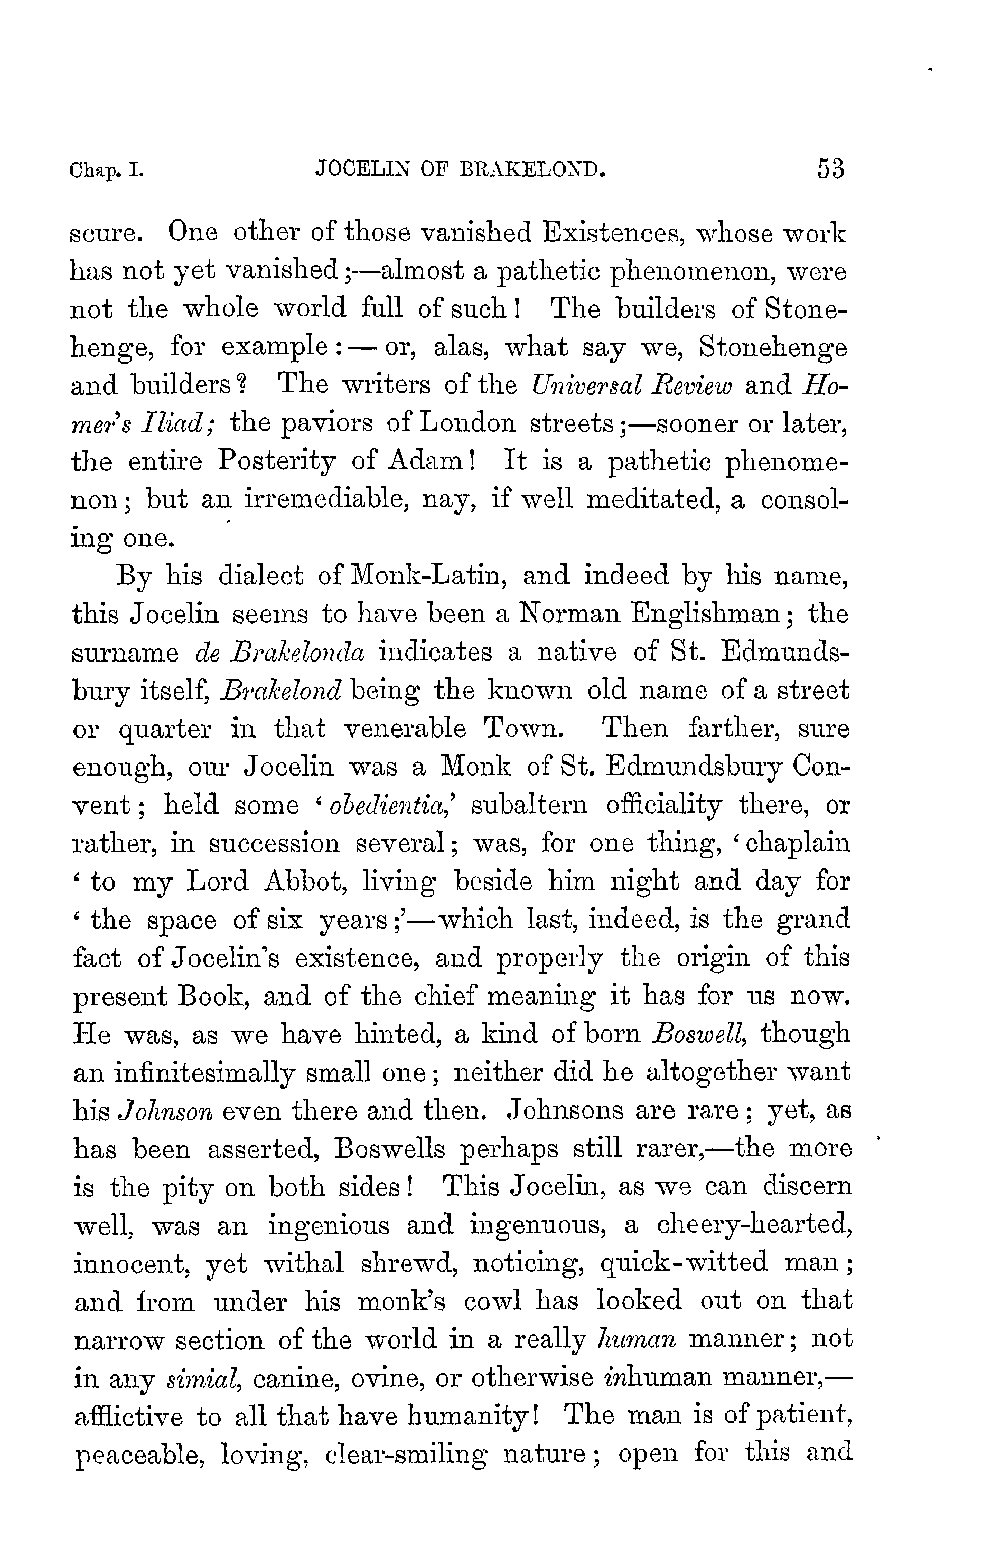 Chap. I. JOCELIN OF BRAKELOND. 53
scure. One other of those vanished Existences, whose work
has not yet vanished;—almost a pathetic phenomenon, were
not the whole world full of such! The builders of Stone-
henge, for example:— or, alas, what say we, Stonehenge
and builders? The writers of the Universal Review and Ho-
mer's Iliad; the paviors of London streets;—sooner or later,
the entire Posterity of Adam! It is a pathetic phenome-
non; but an irremediable, nay, if well meditated, a consol-
ing one.
By his dialect of Monk-Latin, and indeed by his name,
this Jocelin seems to have been a Norman Englishman; the
surname de Brakelonda indicates a native of St. Edmunds-
bury itself, Brakelond being the known old name of a street
or quarter in that venerable Town. Then farther, sure
enough, our Jocelin was a Monk of St. Edmundsbury Con-
vent; held some ‘obedientia,’ subaltern officiality there, or
rather, in succession several; was, for one thing, ‘chaplain
‘ to my Lord Abbot, living beside him night and day for
‘ the space of six years;’—which last, indeed, is the grand
fact of Jocelin's existence, and properly the origin of this
present Book, and of the chief meaning it has for us now.
He was, as we have hinted, a kind of born Boswell, though
an infinitesimally small one; neither did he altogether want
his Johnson even there and then. Johnsons are rare; yet, as
has been asserted, Boswells perhaps still rarer,—the more
is the pity on both sides! This Jocelin, as we can discern
well, was an ingenious and ingenuous, a cheery-hearted,
innocent, yet withal shrewd, noticing, quick-witted man;
and from under his monk's cowl has looked out on that
narrow section of the world in a really human manner; not
in any simial, canine, ovine, or otherwise inhuman manner,—
afflictive to all that have humanity! The man is of patient,
peaceable, loving, clear-smiling nature; open for this and